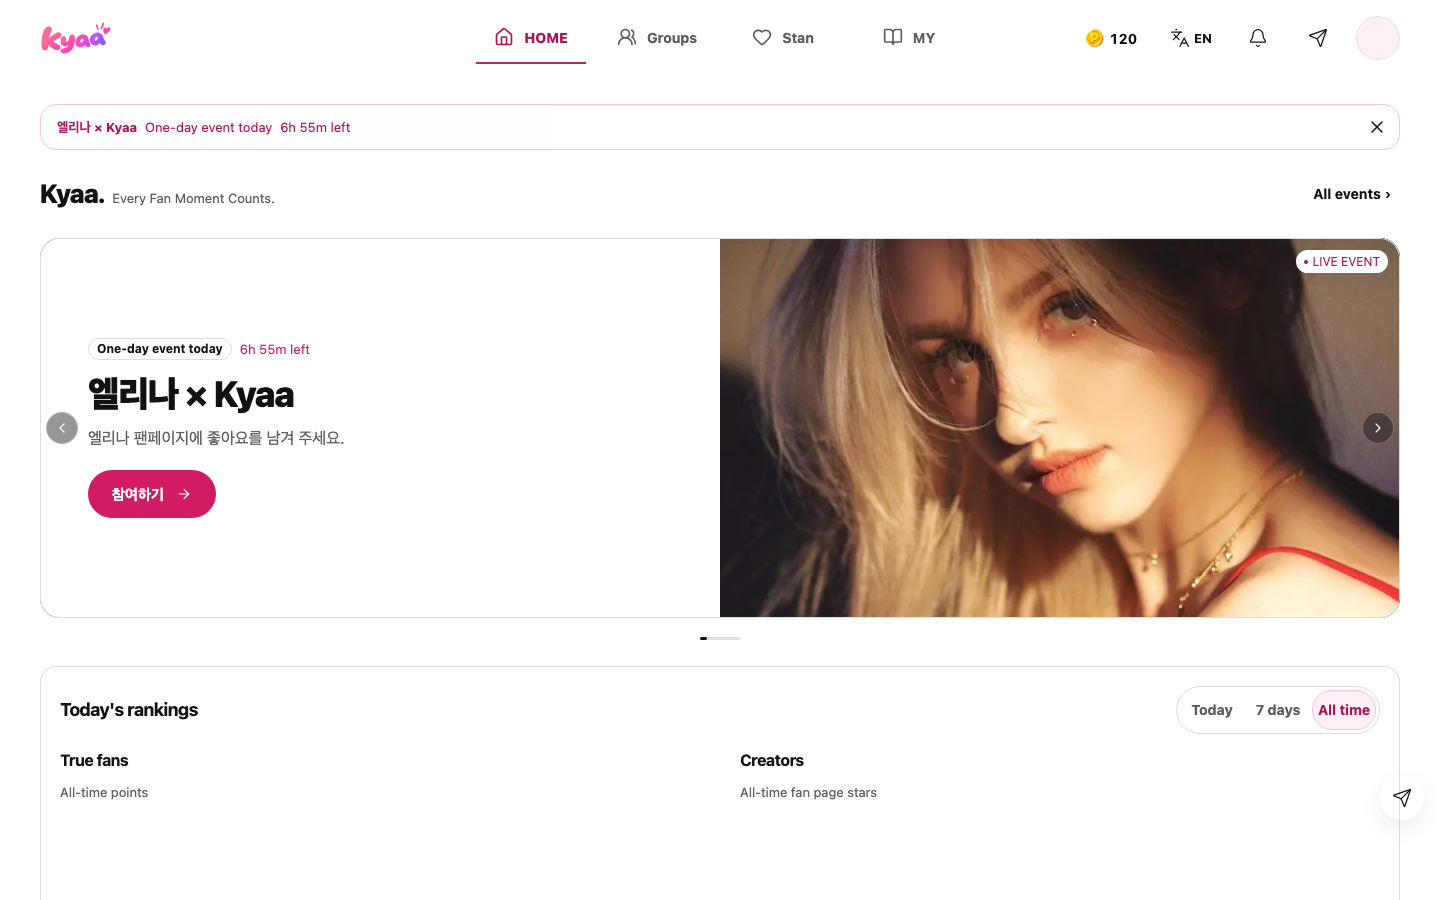 kyaa
HOME
Groups
Stan
MY
120
EN
엘리나 × Kyaa One-day event today 6h 55m left
Kyaa. Every Fan Moment Counts.
All events ›
LIVE EVENT
One-day event today 6h 55m left
엘리나 × Kyaa
엘리나 팬페이지에 좋아요를 남겨 주세요.
참여하기
Today's rankings
Today
7 days
All time
True fans
All-time points
Creators
All-time fan page stars